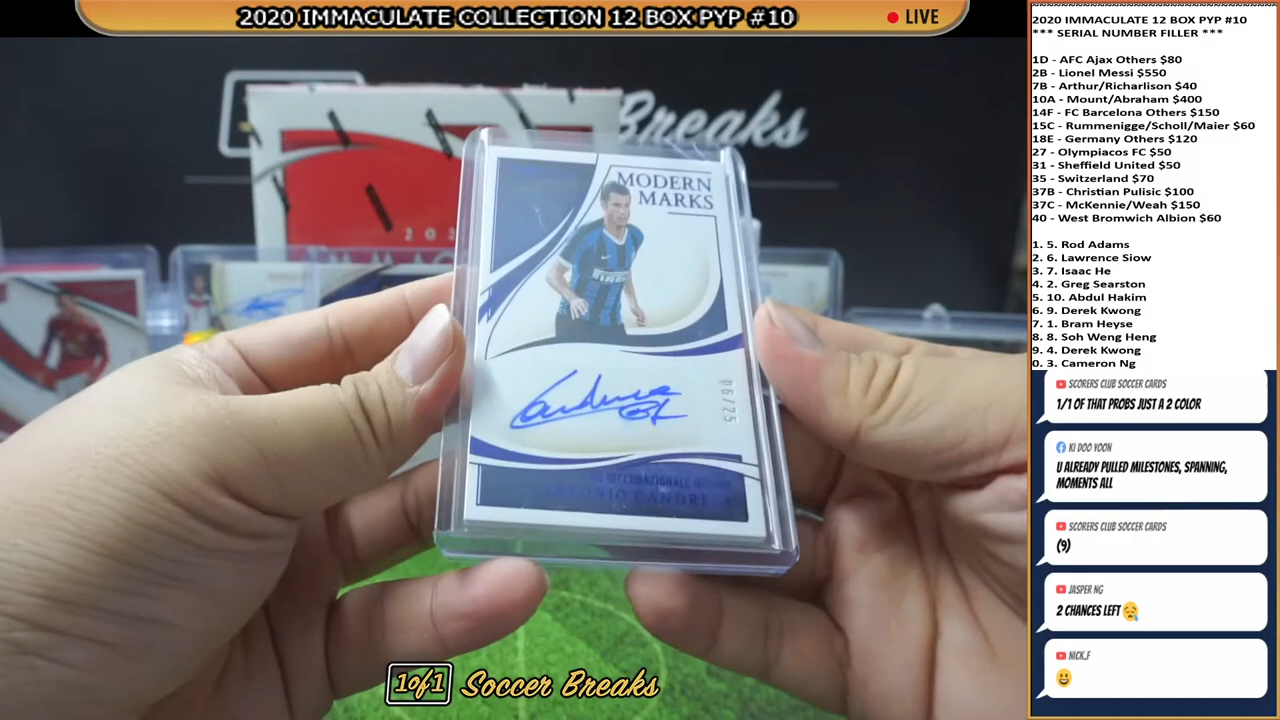 2020 IMMACULATE COLLECTION 12 BOX PYP #10
LIVE
Breaks
202
MODERN
MARKS
06/25
INTERNAZIONALE MILANO
ANTONIO CANDREVA
1of1 Soccer Breaks
2020 IMMACULATE 12 BOX PYP #10
*** SERIAL NUMBER FILLER ***
1D - AFC Ajax Others $80
2B - Lionel Messi $550
7B - Arthur/Richarlison $40
10A - Mount/Abraham $400
14F - FC Barcelona Others $150
15C - Rummenigge/Scholl/Maier $60
18E - Germany Others $120
27 - Olympiacos FC $50
31 - Sheffield United $50
35 - Switzerland $70
37B - Christian Pulisic $100
37C - McKennie/Weah $150
40 - West Bromwich Albion $60
1. 5. Rod Adams
2. 6. Lawrence Siow
3. 7. Isaac He
4. 2. Greg Searston
5. 10. Abdul Hakim
6. 9. Derek Kwong
7. 1. Bram Heyse
8. 8. Soh Weng Heng
9. 4. Derek Kwong
0. 3. Cameron Ng
SCORERS CLUB SOCCER CARDS
1/1 OF THAT PROBS JUST A 2 COLOR
KI DOO YOON
U ALREADY PULLED MILESTONES, SPANNING,
MOMENTS ALL
SCORERS CLUB SOCCER CARDS
(9)
JASPER NG
2 CHANCES LEFT😪
NICK.F
😀